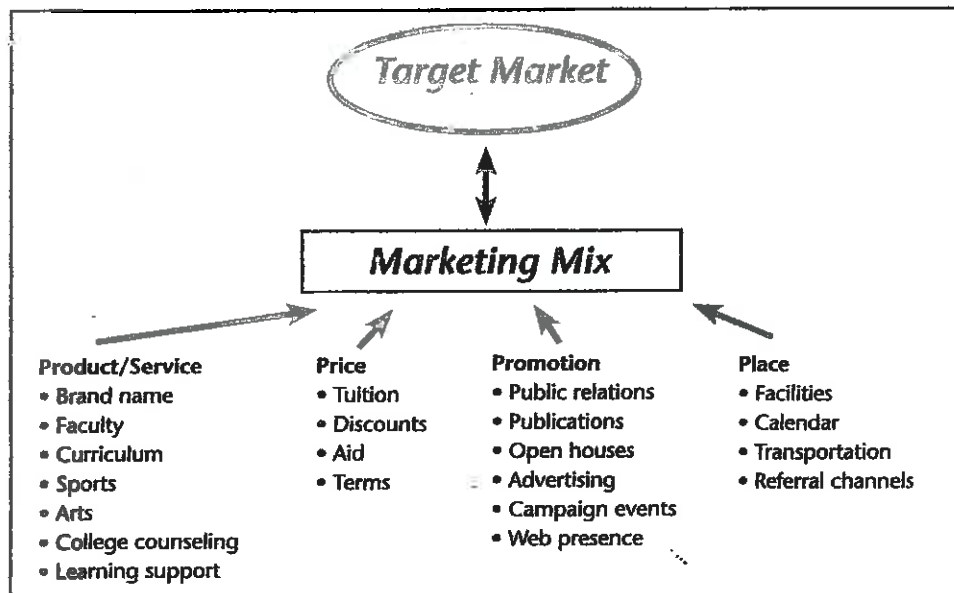 Target Market
Marketing Mix
Product/Service
• Brand name
• Faculty
• Curriculum
• Sports
• Arts
• College counseling
• Learning support
Price
• Tuition
• Discounts
• Aid
• Terms
Promotion
• Public relations
• Publications
• Open houses
• Advertising
• Campaign events
• Web presence
Place
• Facilities
• Calendar
• Transportation
• Referral channels